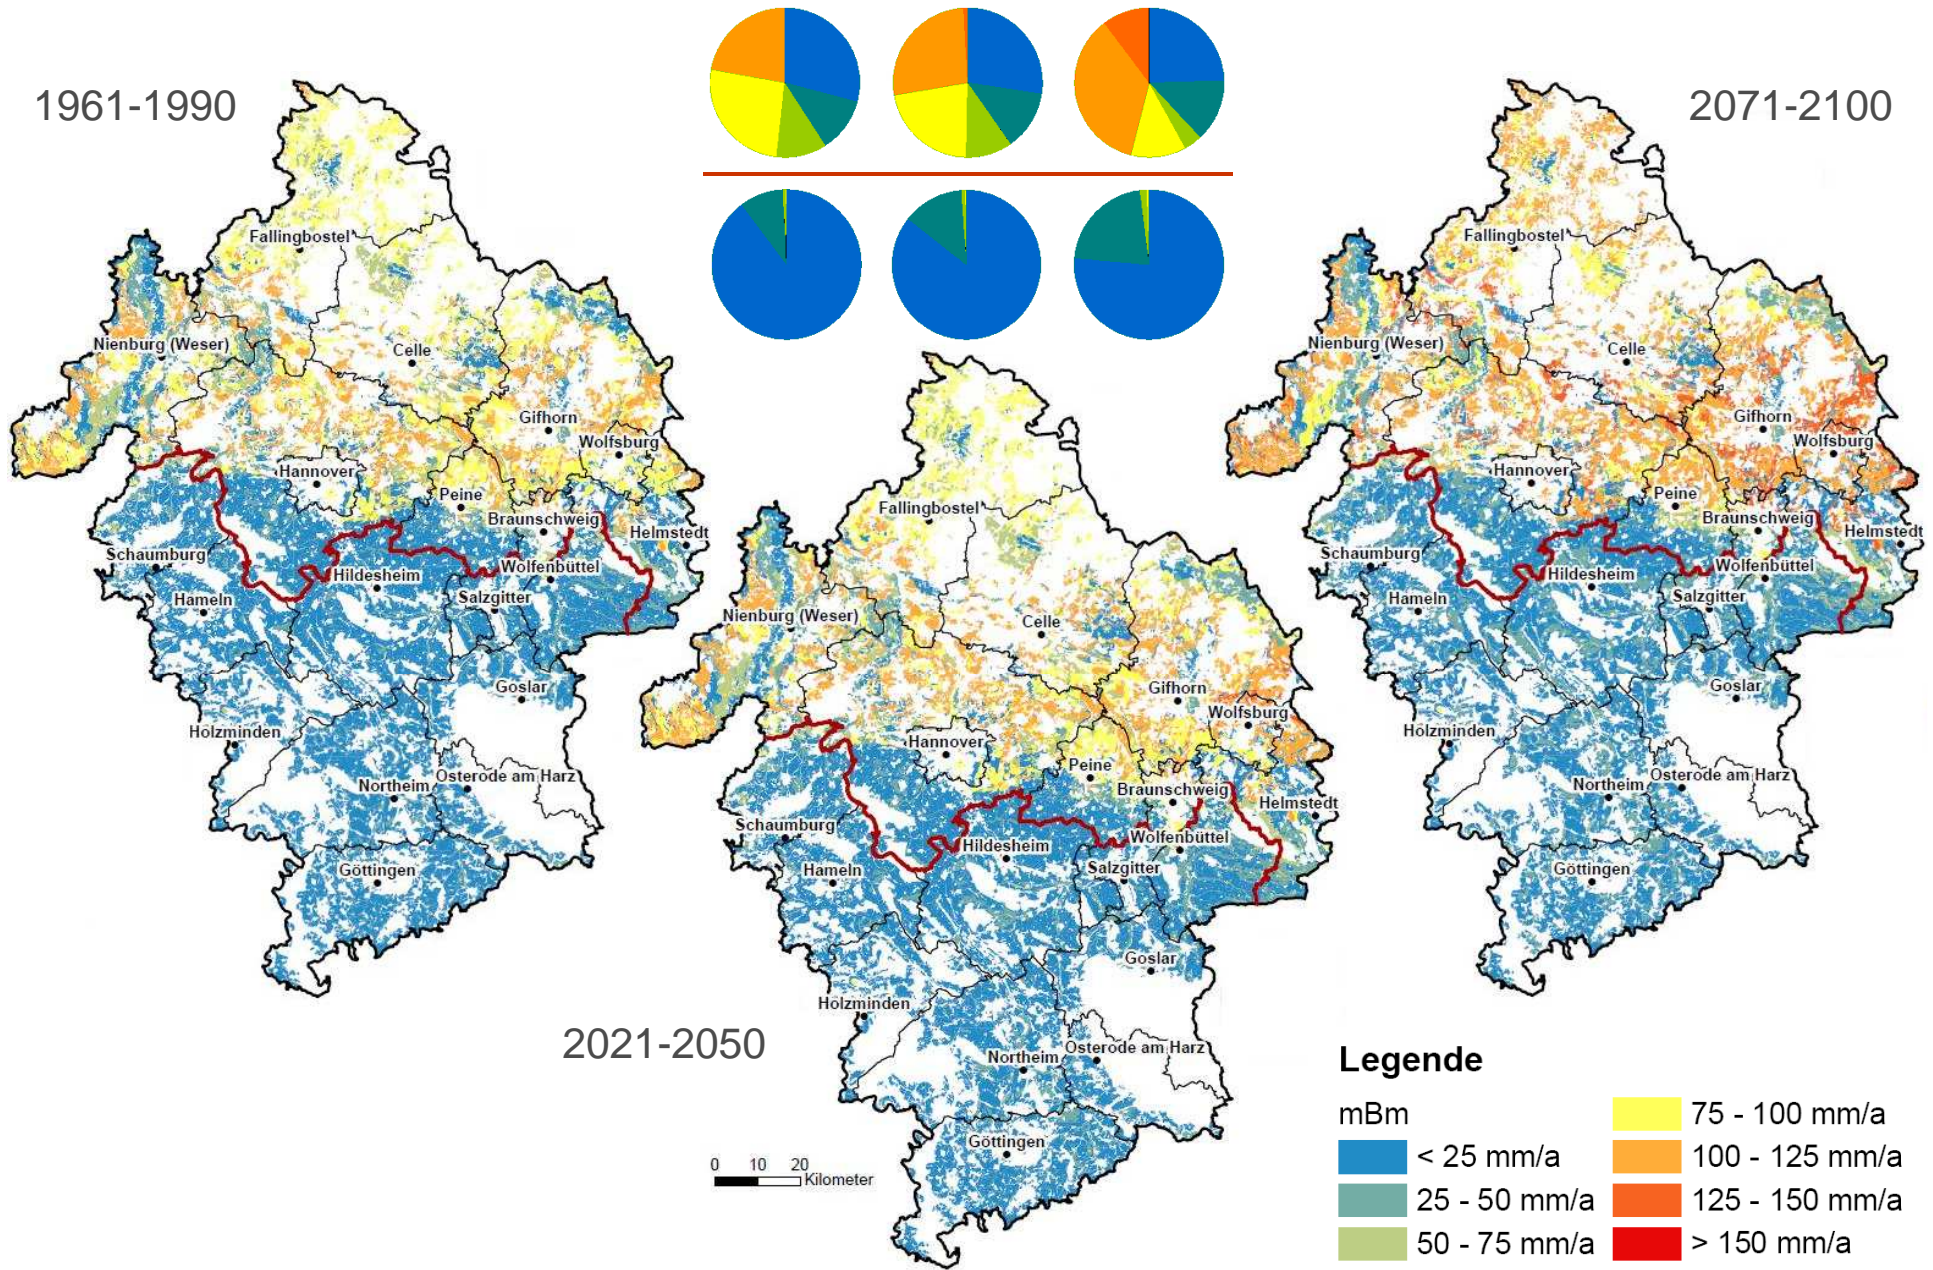 1961-1990
2071-2100
Fallingbostel
Nienburg (Weser)
Celle
Gifhorn
Wolfsburg
Hannover
Peine
Braunschweig
Helmstedt
Schaumburg
Hildesheim
Wolfenbüttel
Hameln
Salzgitter
Goslar
Holzminden
Northeim
Osterode am Harz
Göttingen
Fallingbostel
Nienburg (Weser)
Celle
Gifhorn
Wolfsburg
Hannover
Peine
Braunschweig
Helmstedt
Schaumburg
Hildesheim
Wolfenbüttel
Hameln
Salzgitter
Goslar
Holzminden
Northeim
Osterode am Harz
Göttingen
Fallingbostel
Nienburg (Weser)
Celle
Gifhorn
Wolfsburg
Hannover
Peine
Braunschweig
Helmstedt
Schaumburg
Hildesheim
Wolfenbüttel
Hameln
Salzgitter
Goslar
Holzminden
Northeim
Osterode am Harz
Göttingen
2021-2050
0 10 20
Kilometer
Legende
mBm
< 25 mm/a
25 - 50 mm/a
50 - 75 mm/a
75 - 100 mm/a
100 - 125 mm/a
125 - 150 mm/a
> 150 mm/a